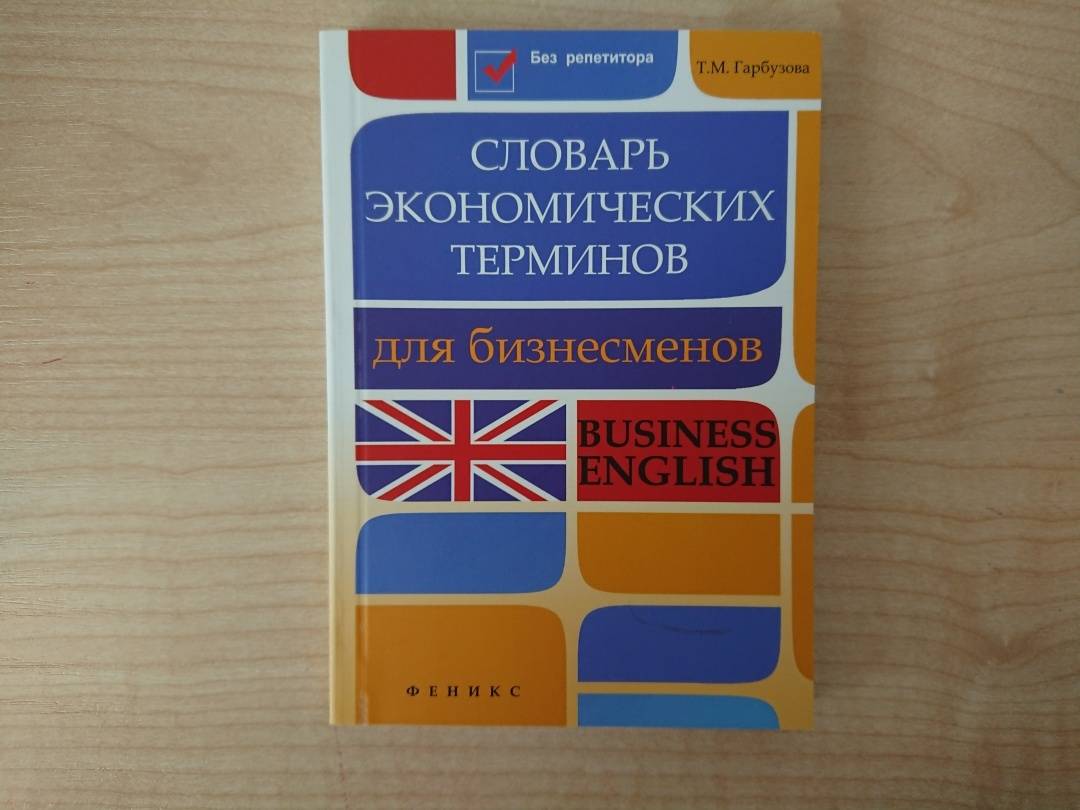 Без репетитора
Т.М. Гарбузова
СЛОВАРЬ
ЭКОНОМИЧЕСКИХ
ТЕРМИНОВ
для бизнесменов
BUSINESS
ENGLISH
ФЕНИКС